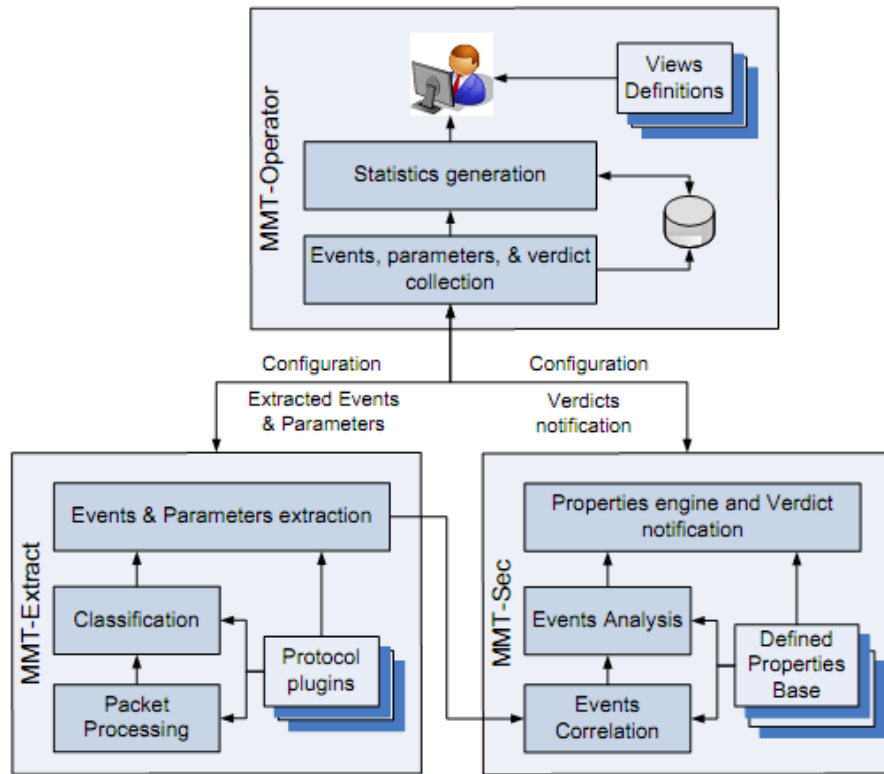 MMT-Operator
Views
Definitions
Statistics generation
Events, parameters, & verdict
collection
Configuration
Configuration
Extracted Events
& Parameters
Verdicts
notification
MMT-Extract
Events & Parameters extraction
Classification
Packet
Processing
Protocol
plugins
MMT-Sec
Properties engine and Verdict
notification
Events Analysis
Events
Correlation
Defined
Properties
Base